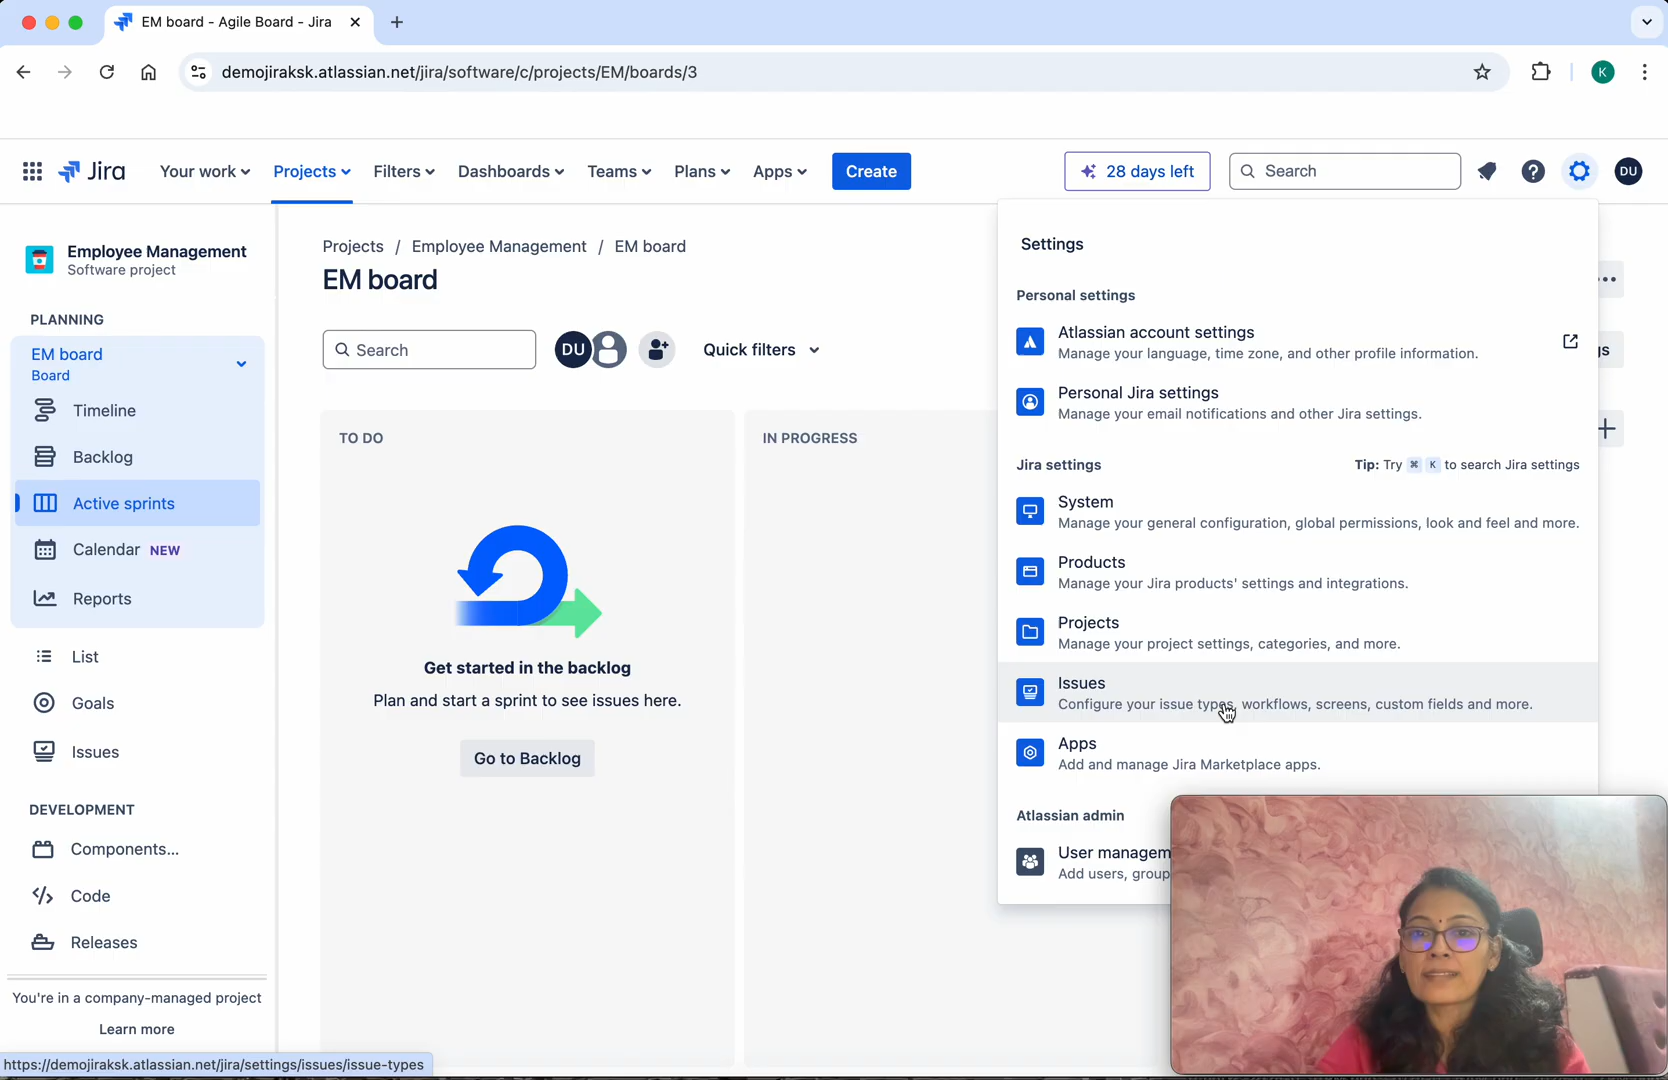 EM board - Agile Board - Jira
demojiraksk.atlassian.net/jira/software/c/projects/EM/boards/3
K
Jira
Your work
Projects
Filters
Dashboards
Teams
Plans
Apps
Create
28 days left
Search
DU
Employee Management
Software project
PLANNING
EM board
Board
Timeline
Backlog
Active sprints
Calendar NEW
Reports
List
Goals
Issues
DEVELOPMENT
Components...
Code
Releases
You're in a company-managed project
Learn more
https://demojiraksk.atlassian.net/jira/settings/issues/issue-types
Projects / Employee Management / EM board
EM board
Search
DU
Quick filters
TO DO
IN PROGRESS
Get started in the backlog
Plan and start a sprint to see issues here.
Go to Backlog
Settings
Personal settings
Atlassian account settings
Manage your language, time zone, and other profile information.
Personal Jira settings
Manage your email notifications and other Jira settings.
Jira settings
Tip: Try ⌘ K to search Jira settings
System
Manage your general configuration, global permissions, look and feel and more.
Products
Manage your Jira products' settings and integrations.
Projects
Manage your project settings, categories, and more.
Issues
Configure your issue types, workflows, screens, custom fields and more.
Apps
Add and manage Jira Marketplace apps.
Atlassian admin
User managem
Add users, group
gs